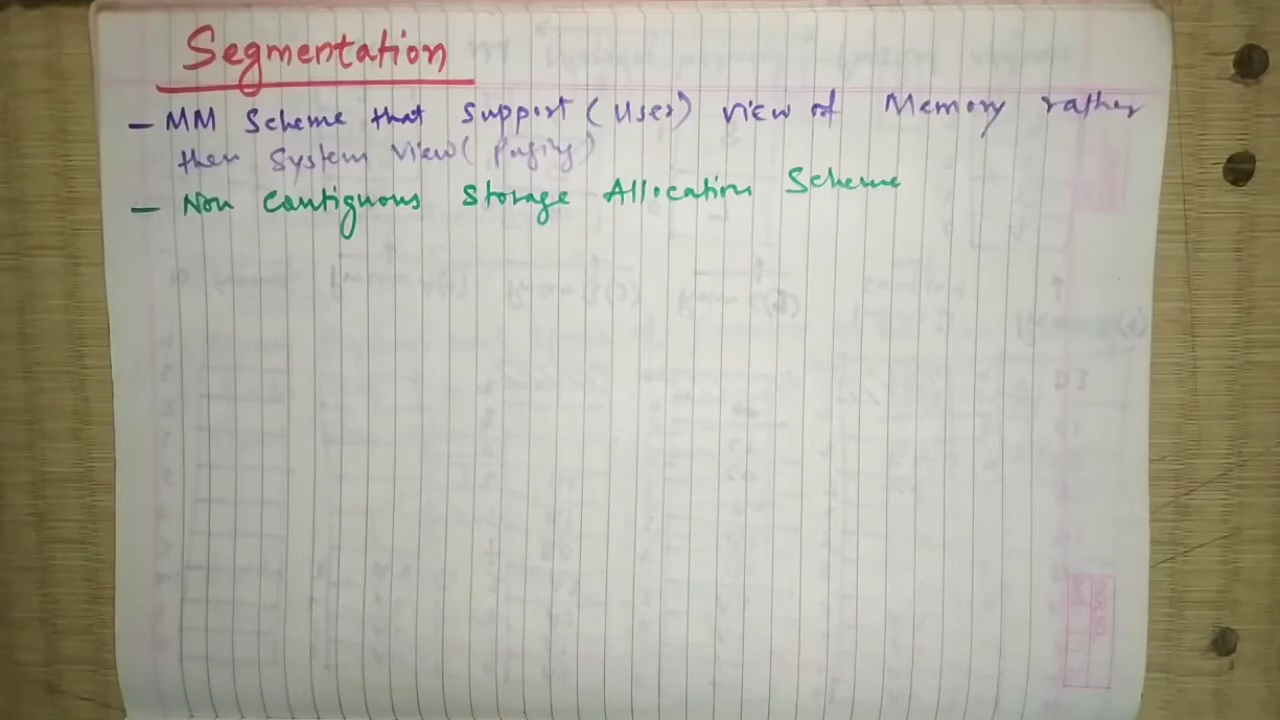 Segmentation
- MM Scheme that Support (User) view of Memory rather
then System view (Paging)
- Non Contiguous Storage Allocation Scheme